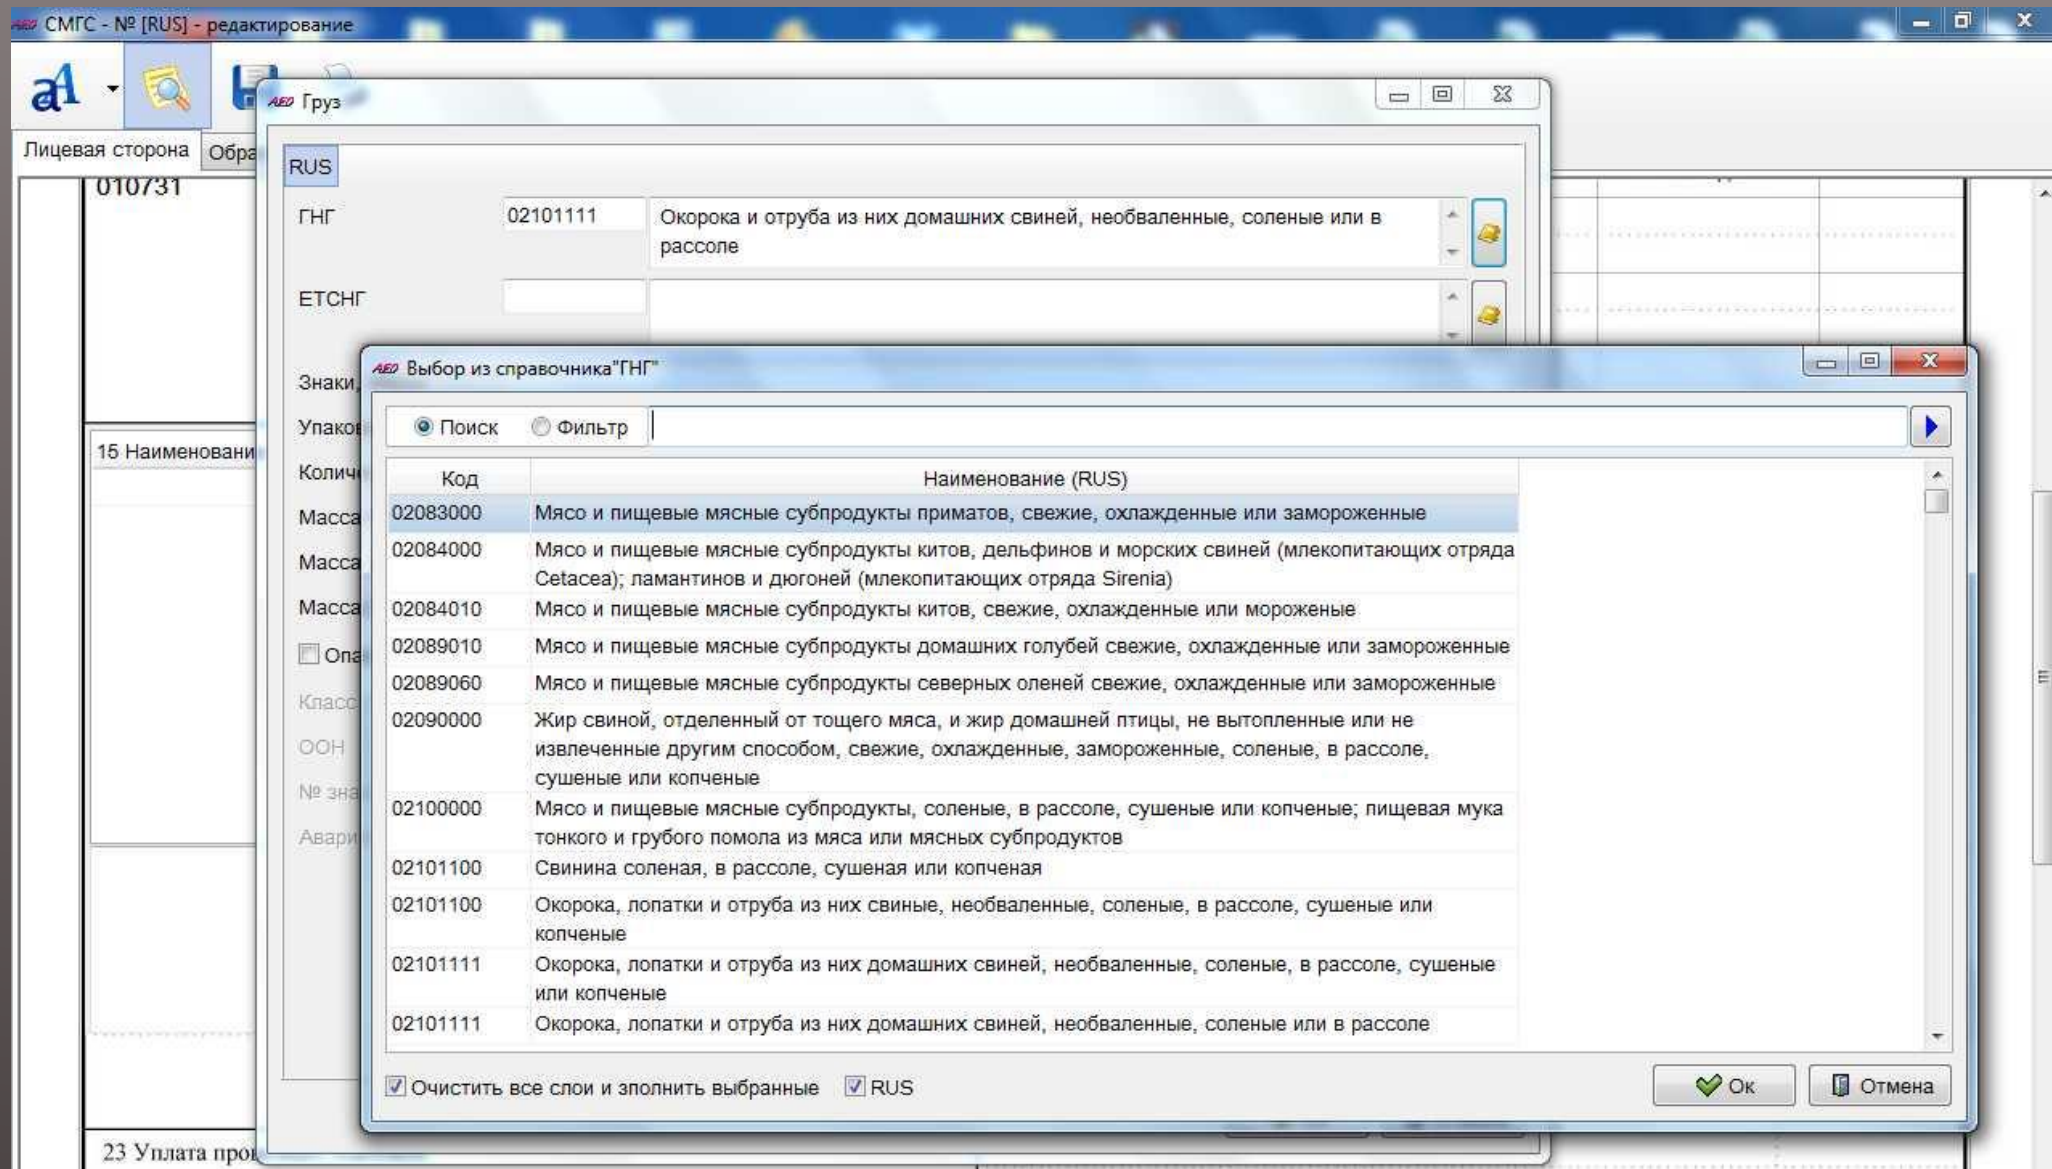 AEO СМГС - № [RUS] - редактирование
AEO Груз
Лицевая сторона
RUS
010731
ГНГ
02101111
Окорока и отруба из них домашних свиней, необваленные, соленые или в
рассоле
ЕТСНГ
AEO Выбор из справочника"ГНГ"
Знаки,
Поиск
Фильтр
15 Наименовани
Код
Наименование (RUS)
Масса
02083000
Мясо и пищевые мясные субпродукты приматов, свежие, охлажденные или замороженные
02084000
Мясо и пищевые мясные субпродукты китов, дельфинов и морских свиней (млекопитающих отряда
Cetacea); ламантинов и дюгоней (млекопитающих отряда Sirenia)
Масса
02084010
Мясо и пищевые мясные субпродукты китов, свежие, охлажденные или мороженые
Масса
02089010
Мясо и пищевые мясные субпродукты домашних голубей свежие, охлажденные или замороженные
02089060
Мясо и пищевые мясные субпродукты северных оленей свежие, охлажденные или замороженные
Класс
02090000
Жир свиной, отделенный от тощего мяса, и жир домашней птицы, не вытопленные или не
извлеченные другим способом, свежие, охлажденные, замороженные, соленые, в рассоле,
сушеные или копченые
ООН
№ зна
02100000
Мясо и пищевые мясные субпродукты, соленые, в рассоле, сушеные или копченые; пищевая мука
тонкого и грубого помола из мяса или мясных субпродуктов
Авари
02101100
Свинина соленая, в рассоле, сушеная или копченая
02101100
Окорока, лопатки и отруба из них свиные, необваленные, соленые, в рассоле, сушеные или
копченые
02101111
Окорока, лопатки и отруба из них домашних свиней, необваленные, соленые, в рассоле, сушеные
или копченые
02101111
Окорока, лопатки и отруба из них домашних свиней, необваленные, соленые или в рассоле
Очистить все слои и зполнить выбранные
RUS
Ок
Отмена
23 Уплата